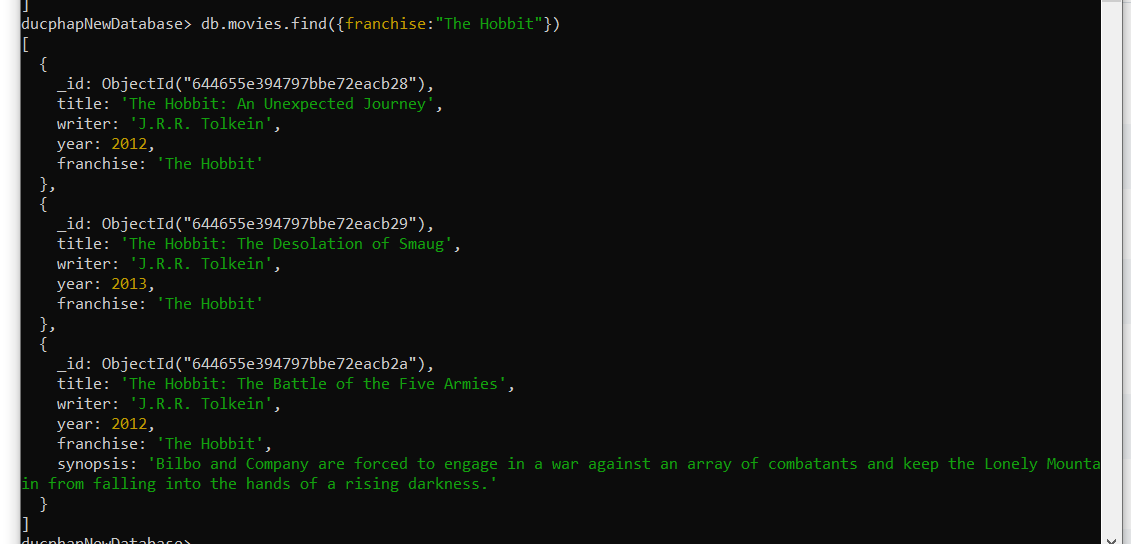 ]
ducphapNewDatabase> db.movies.find({franchise:"The Hobbit"})
[
  {
    _id: ObjectId("644655e394797bbe72eacb28"),
    title: 'The Hobbit: An Unexpected Journey',
    writer: 'J.R.R. Tolkein',
    year: 2012,
    franchise: 'The Hobbit'
  },
  {
    _id: ObjectId("644655e394797bbe72eacb29"),
    title: 'The Hobbit: The Desolation of Smaug',
    writer: 'J.R.R. Tolkein',
    year: 2013,
    franchise: 'The Hobbit'
  },
  {
    _id: ObjectId("644655e394797bbe72eacb2a"),
    title: 'The Hobbit: The Battle of the Five Armies',
    writer: 'J.R.R. Tolkein',
    year: 2012,
    franchise: 'The Hobbit',
    synopsis: 'Bilbo and Company are forced to engage in a war against an array of combatants and keep the Lonely Mounta
in from falling into the hands of a rising darkness.'
  }
]
ducphapNewDatabase>